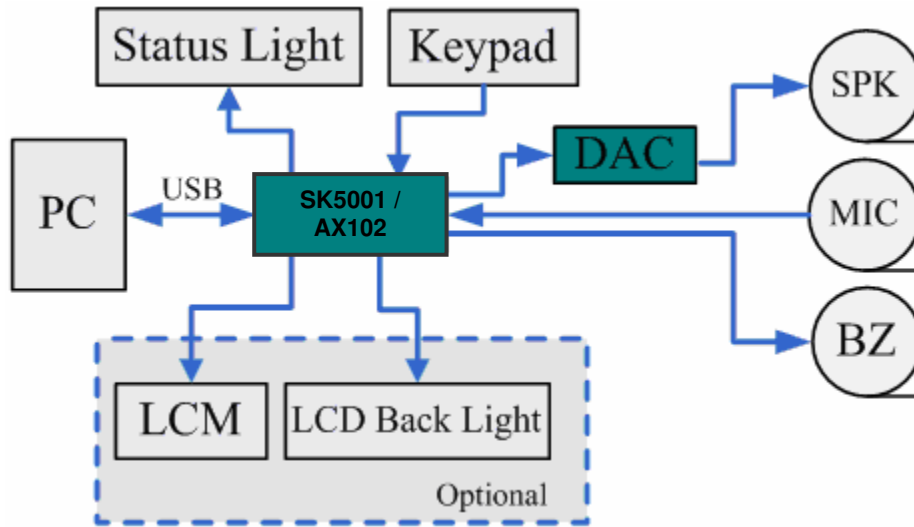 Status Light
Keypad
SPK
DAC
PC
USB
SK5001 /
AX102
MIC
BZ
LCM
LCD Back Light
Optional